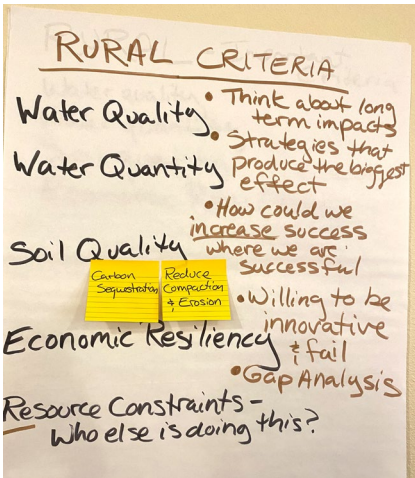 RURAL CRITERIA
Water Quality
Water Quantity
Soil Quality
Carbon
Sequestration
Reduce
Compaction
& Erosion
Economic Resiliency
Resource Constraints -
Who else is doing this?
• Think about long
term impacts
• Strategies that
produce the biggest
effect
• How could we
increase success
where we are
successful
• Willing to be
innovative
& fail
• Gap Analysis